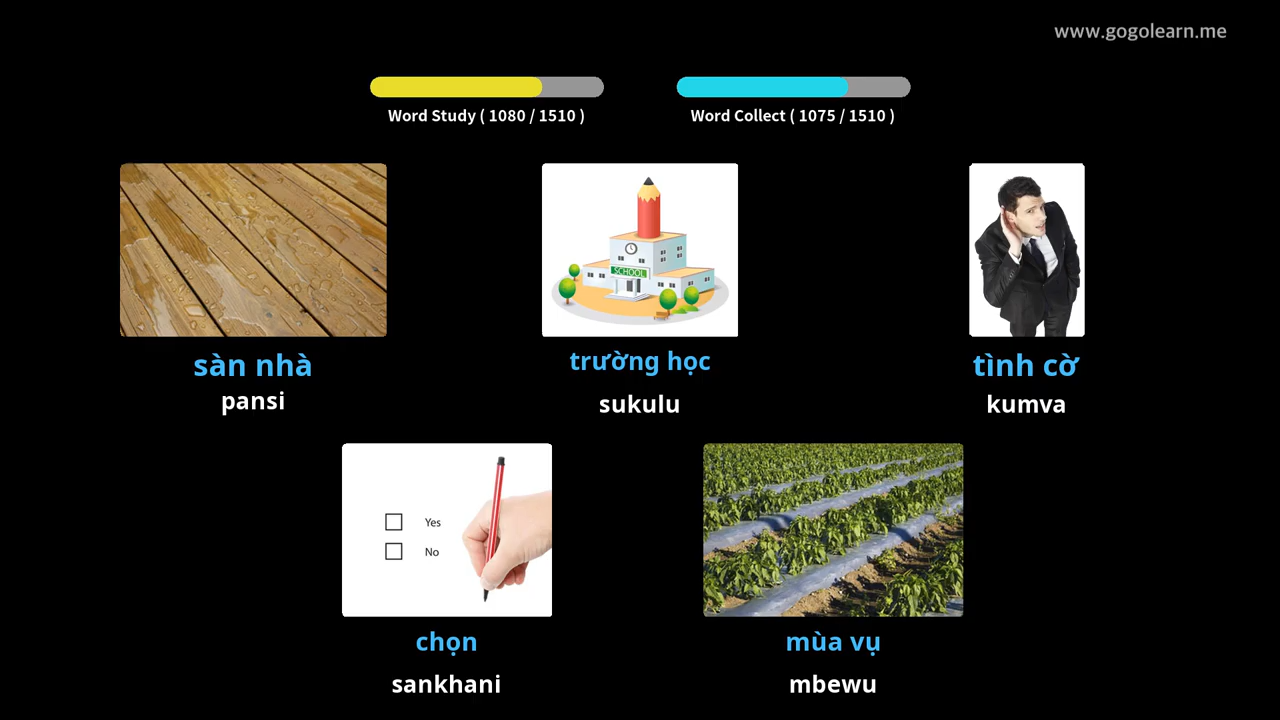 www.gogolearn.me
Word Study ( 1080 / 1510 )
Word Collect ( 1075 / 1510 )
SCHOOL
sàn nhà
pansi
trường học
sukulu
tình cờ
kumva
Yes
No
chọn
sankhani
mùa vụ
mbewu